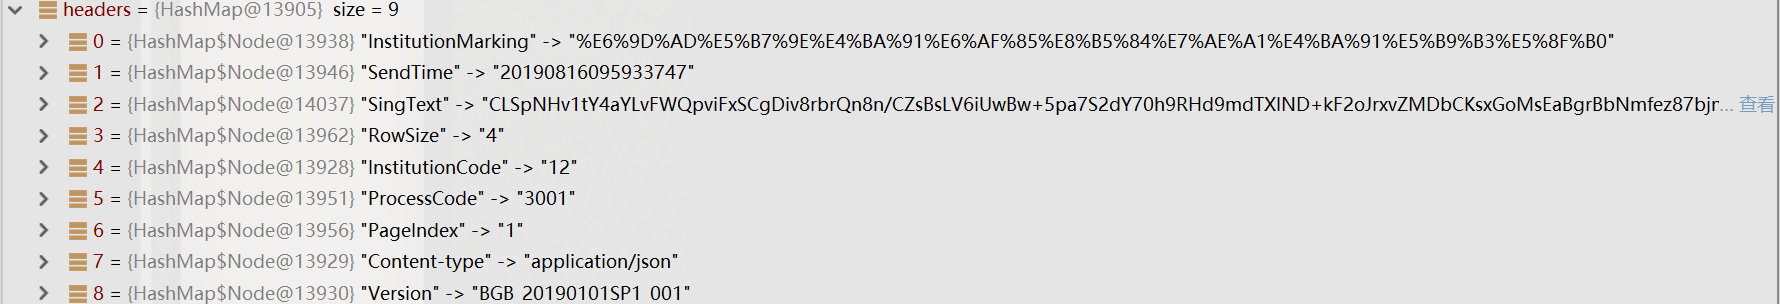 headers = {HashMap@13905} size = 9
0 = {HashMap$Node@13938} "InstitutionMarking" -> "%E6%9D%AD%E5%B7%9E%E4%BA%91%E6%AF%85%E8%B5%84%E7%AE%A1%E4%BA%91%E5%B9%B3%E5%8F%B0"
1 = {HashMap$Node@13946} "SendTime" -> "20190816095933747"
2 = {HashMap$Node@14037} "SingText" -> "CLSpNHv1tY4aYLvFWQpviFxSCgDiv8rbrQn8n/CZsBsLV6iUwBw+5pa7S2dY70h9RHd9mdTXIND+kF2oJrxvZMDbCKsxGoMsEaBgrBbNmfez87bjr... 查看
3 = {HashMap$Node@13962} "RowSize" -> "4"
4 = {HashMap$Node@13928} "InstitutionCode" -> "12"
5 = {HashMap$Node@13951} "ProcessCode" -> "3001"
6 = {HashMap$Node@13956} "PageIndex" -> "1"
7 = {HashMap$Node@13929} "Content-type" -> "application/json"
8 = {HashMap$Node@13930} "Version" -> "BGB_20190101SP1_001"